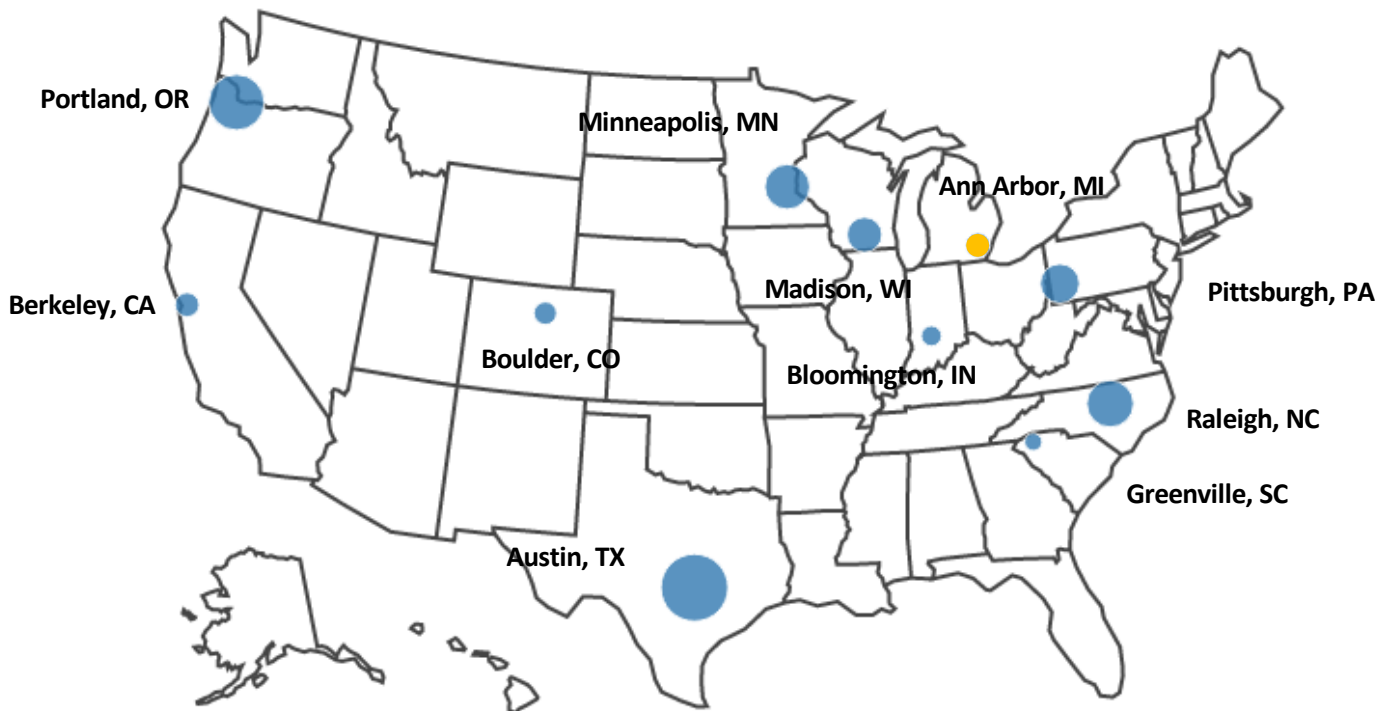 Portland, OR
Minneapolis, MN
Ann Arbor, MI
Berkeley, CA
Madison, WI
Pittsburgh, PA
Boulder, CO
Bloomington, IN
Raleigh, NC
Greenville, SC
Austin, TX